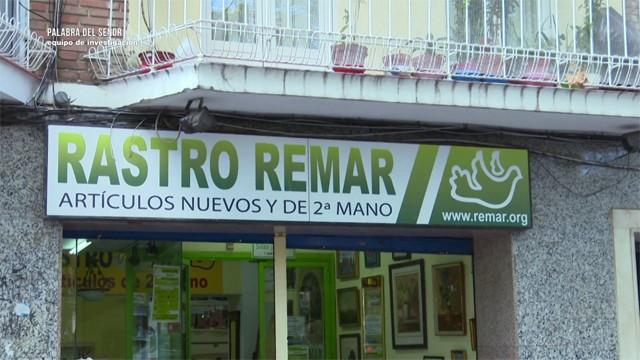 PALABRA DEL SEÑOR
equipo de investigación
RASTRO REMAR
ARTÍCULOS NUEVOS Y DE 2ª MANO
www.remar.org